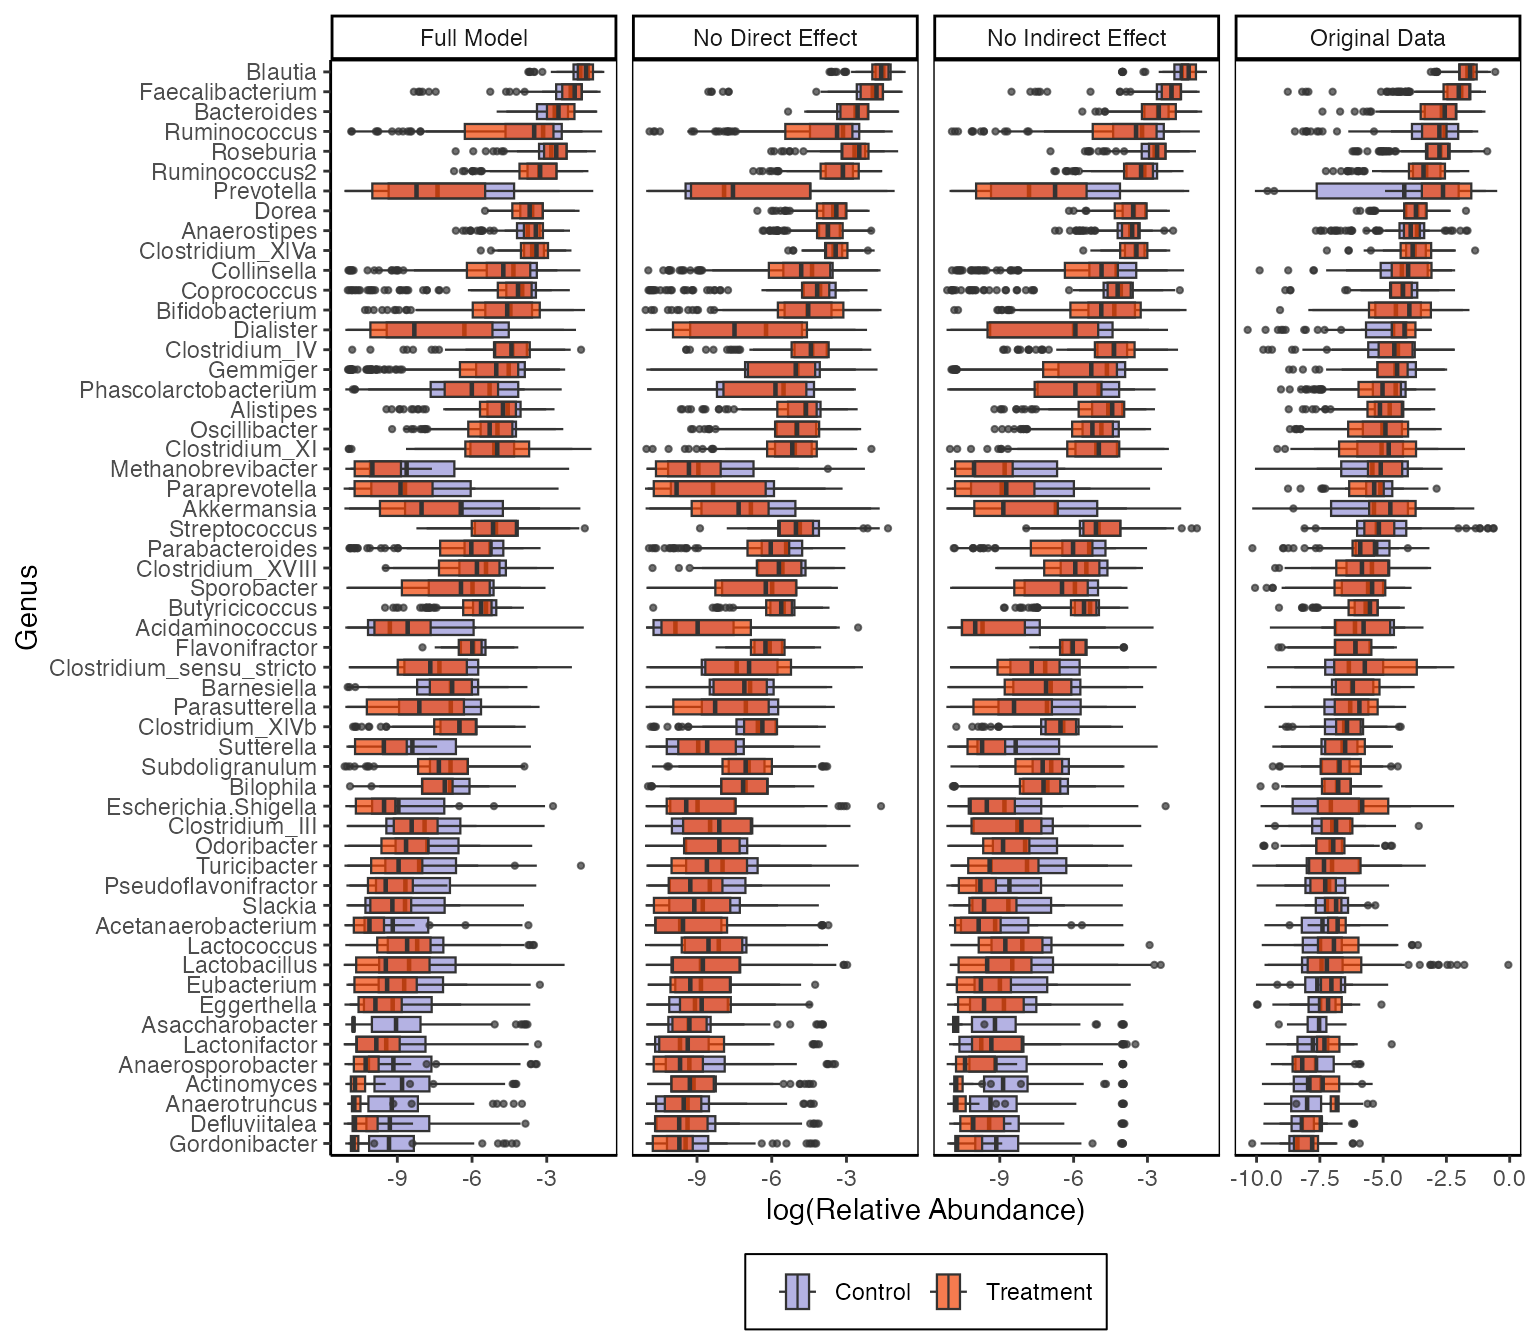 Full Model
No Direct Effect
No Indirect Effect
Original Data
Blautia
Faecalibacterium
Bacteroides
Ruminococcus
Roseburia
Ruminococcus2
Prevotella
Dorea
Anaerostipes
Clostridium_XIVa
Collinsella
Coprococcus
Bifidobacterium
Dialister
Clostridium_IV
Gemmiger
Phascolarctobacterium
Alistipes
Oscillibacter
Clostridium_XI
Methanobrevibacter
Paraprevotella
Akkermansia
Streptococcus
Parabacteroides
Clostridium_XVIII
Sporobacter
Butyricicoccus
Acidaminococcus
Flavonifractor
Clostridium_sensu_stricto
Barnesiella
Parasutterella
Clostridium_XIVb
Sutterella
Subdoligranulum
Bilophila
Escherichia.Shigella
Clostridium_III
Odoribacter
Turicibacter
Pseudoflavonifractor
Slackia
Acetanaerobacterium
Lactococcus
Lactobacillus
Eubacterium
Eggerthella
Asaccharobacter
Lactonifactor
Anaerosporobacter
Actinomyces
Anaerotruncus
Defluviitalea
Gordonibacter
Genus
-9 -6 -3
-9 -6 -3
-9 -6 -3
-10.0 -7.5 -5.0 -2.5 0.0
log(Relative Abundance)
Control
Treatment